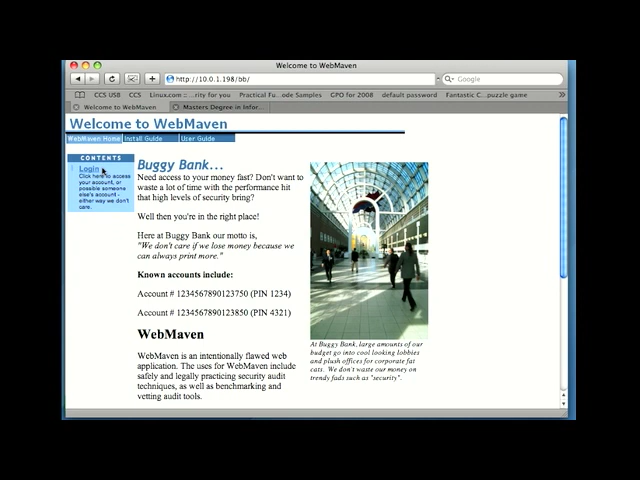 Welcome to WebMaven
http://10.0.1.198/bb/
Google
CCS USB CCS Linux.com ...rity for you Practical Fu...ode Samples GPO for 2008 default password Fantastic C...puzzle game
Welcome to WebMaven Masters Degree in Infor...
Welcome to WebMaven
WebMaven Home Install Guide User Guide
CONTENTS
Login
Click here to access
your account, or
possibly someone
else's account -
either way we don't
care.
Buggy Bank...
Need access to your money fast? Don't want to
waste a lot of time with the performance hit
that high levels of security bring?
Well then you're in the right place!
Here at Buggy Bank our motto is,
"We don't care if we lose money because we
can always print more."
Known accounts include:
Account # 1234567890123750 (PIN 1234)
Account # 1234567890123850 (PIN 4321)
WebMaven
WebMaven is an intentionally flawed web
application. The uses for WebMaven include
safely and legally practicing security audit
techniques, as well as benchmarking and
vetting audit tools.
At Buggy Bank, large amounts of our
budget go into cool looking lobbies
and plush offices for corporate fat
cats. We don't waste our money on
trendy fads such as "security".